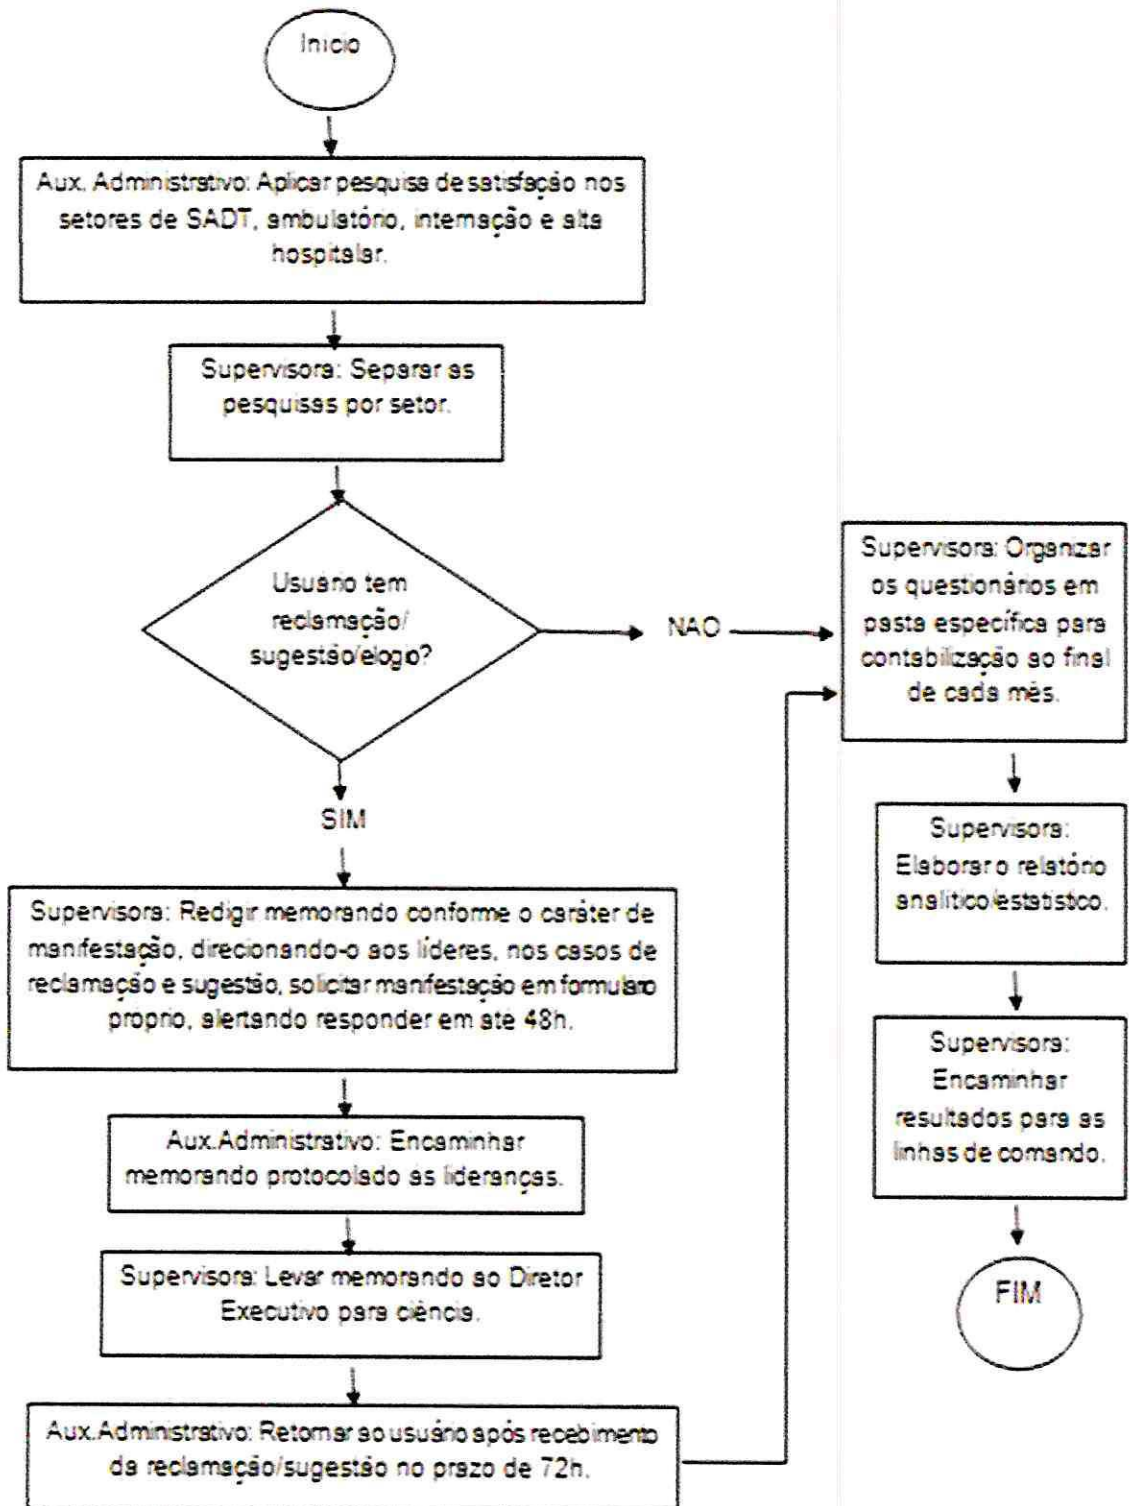 Início
Aux. Administrativo: Aplicar pesquisa de satisfação nos
setores de SADT, ambulatório, internação e alta
hospitalar.
Supervisora: Separar as
pesquisas por setor.
Usuário tem
reclamação/
sugestão/elogio?
NAO
SIM
Supervisora: Redigir memorando conforme o caráter de
manifestação, direcionando-o aos líderes, nos casos de
reclamação e sugestão, solicitar manifestação em formulário
próprio, alertando responder em até 48h.
Aux.Administrativo: Encaminhar
memorando protocolado as lideranças.
Supervisora: Levar memorando ao Diretor
Executivo para ciência.
Aux.Administrativo: Retornar ao usuário após recebimento
da reclamação/sugestão no prazo de 72h.
Supervisora: Organizar
os questionários em
pasta específica para
contabilização ao final
de cada mês.
Supervisora:
Elaborar o relatório
analítico/estatístico.
Supervisora:
Encaminhar
resultados para as
linhas de comando.
FIM